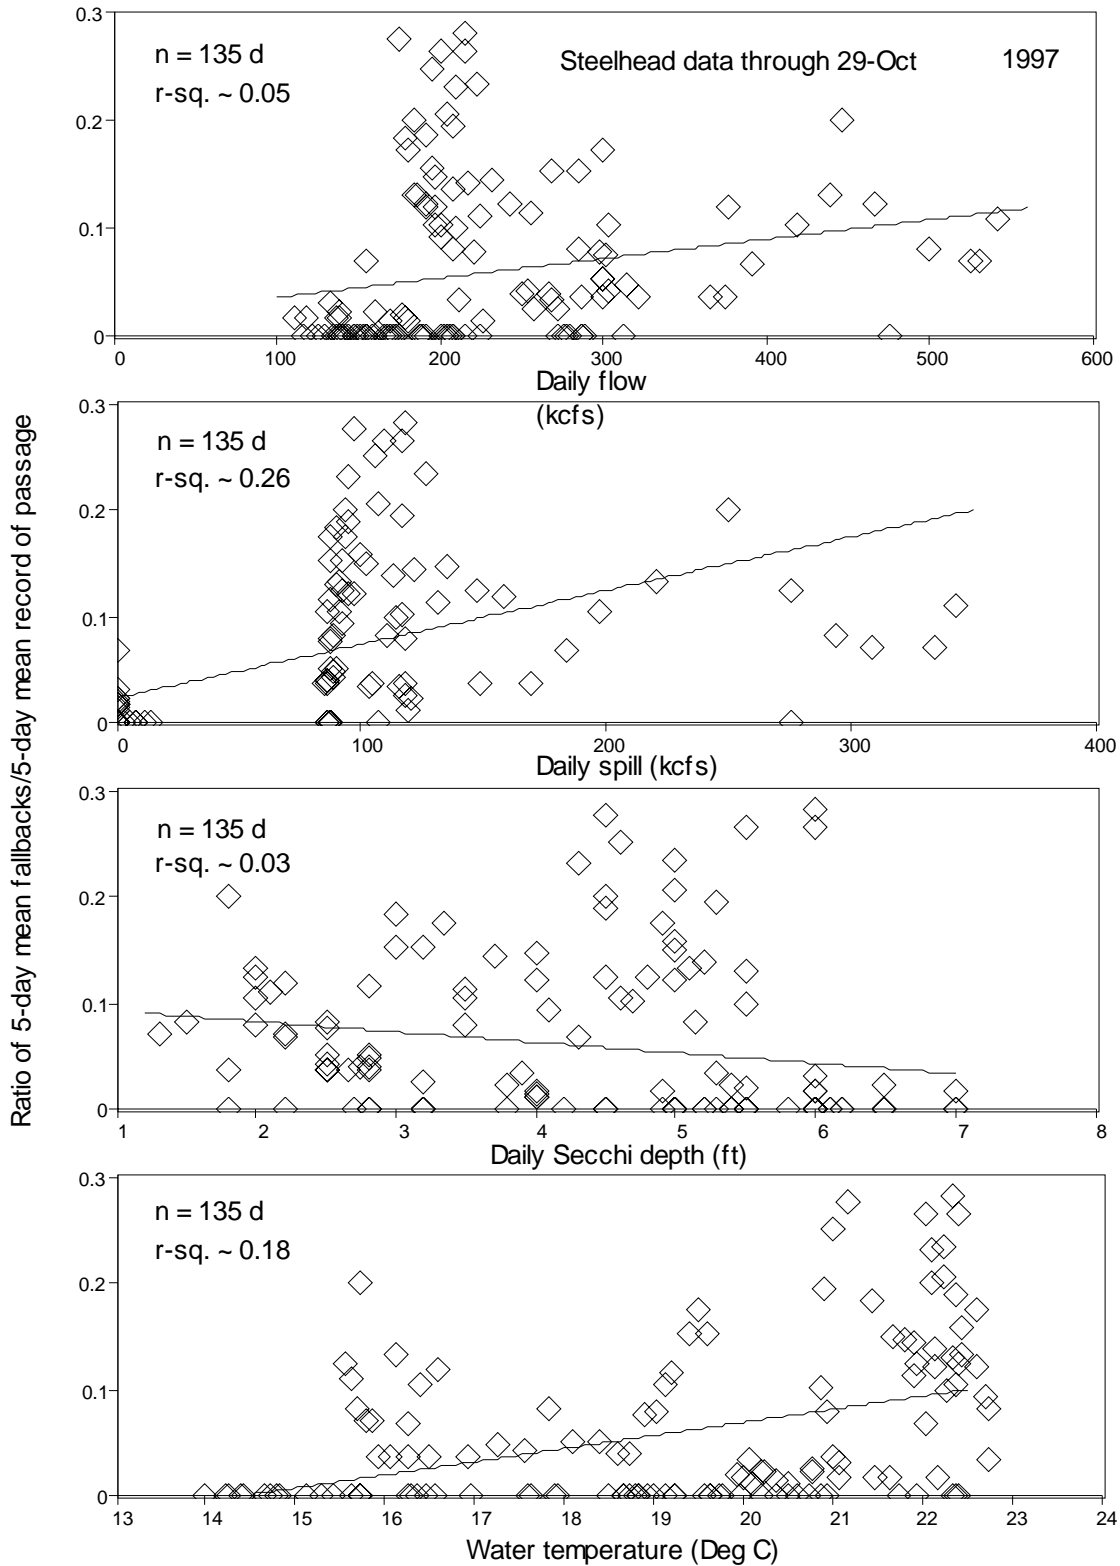 Ratio of 5-day mean fallbacks/5-day mean record of passage
0.3
n = 135 d
Steelhead data through 29-Oct 1997
r-sq. ~ 0.05
0.2
0.1
0
0 100 200 300 400 500 600
Daily flow
(kcfs)
0.3
n = 135 d
r-sq. ~ 0.26
0.2
0.1
0
0 100 200 300 400
Daily spill (kcfs)
0.3
n = 135 d
r-sq. ~ 0.03
0.2
0.1
0
1 2 3 4 5 6 7 8
Daily Secchi depth (ft)
0.3
n = 135 d
r-sq. ~ 0.18
0.2
0.1
0
13 14 15 16 17 18 19 20 21 22 23 24
Water temperature (Deg C)